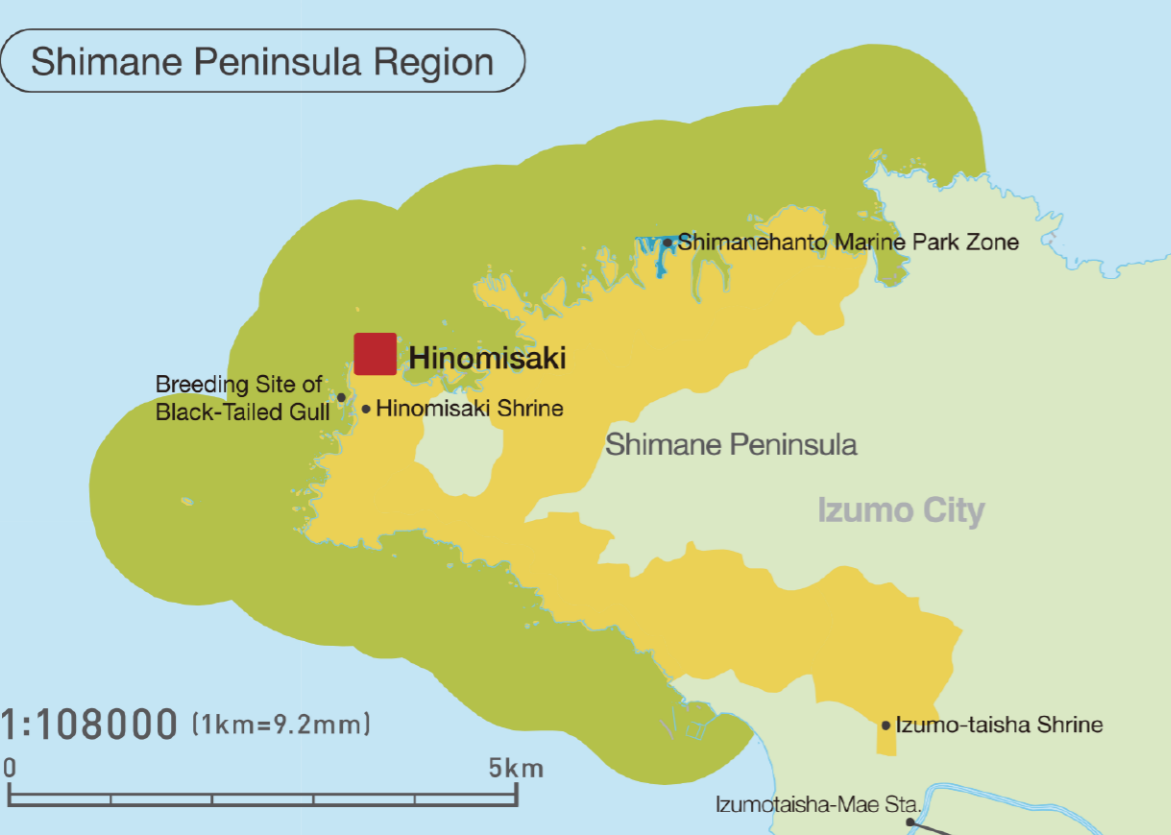 Shimane Peninsula Region
Shimanehanto Marine Park Zone
Hinomisaki
Breeding Site of
Black-Tailed Gull
Hinomisaki Shrine
Shimane Peninsula
Izumo City
1:108000 (1km=9.2mm)
0 5km
Izumo-taisha Shrine
Izumotaisha-Mae Sta.